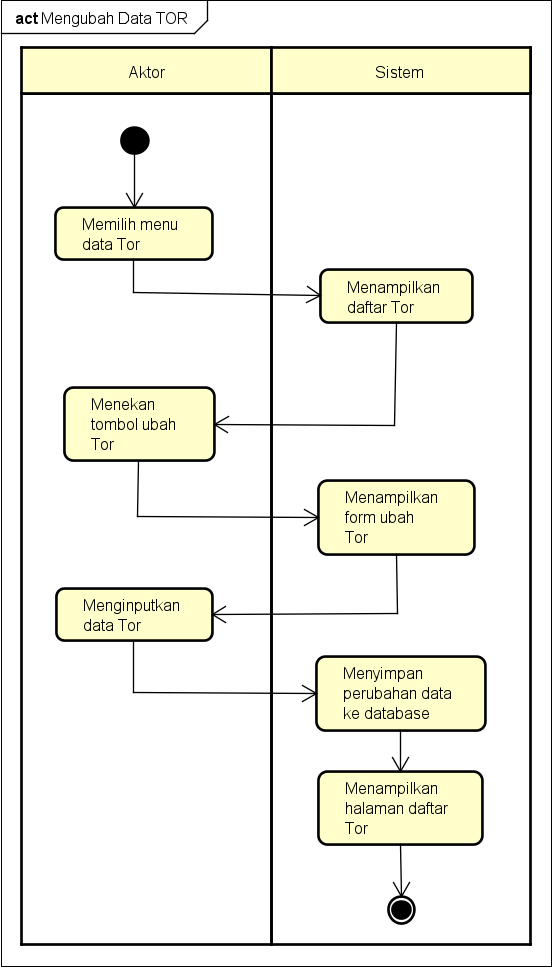 act Mengubah Data TOR
Aktor
Sistem
Memilih menu
data Tor
Menampilkan
daftar Tor
Menekan
tombol ubah
Tor
Menampilkan
form ubah
Tor
Menginputkan
data Tor
Menyimpan
perubahan data
ke database
Menampilkan
halaman daftar
Tor